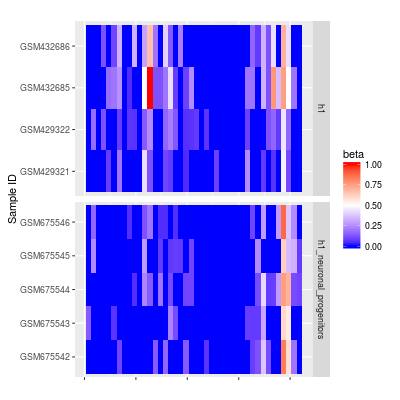 GSM432686
GSM432685
GSM429322
GSM429321
h1
GSM675546
GSM675545
GSM675544
GSM675543
GSM675542
h1_neuronal_progenitors
Sample ID
beta
1.00
0.75
0.50
0.25
0.00